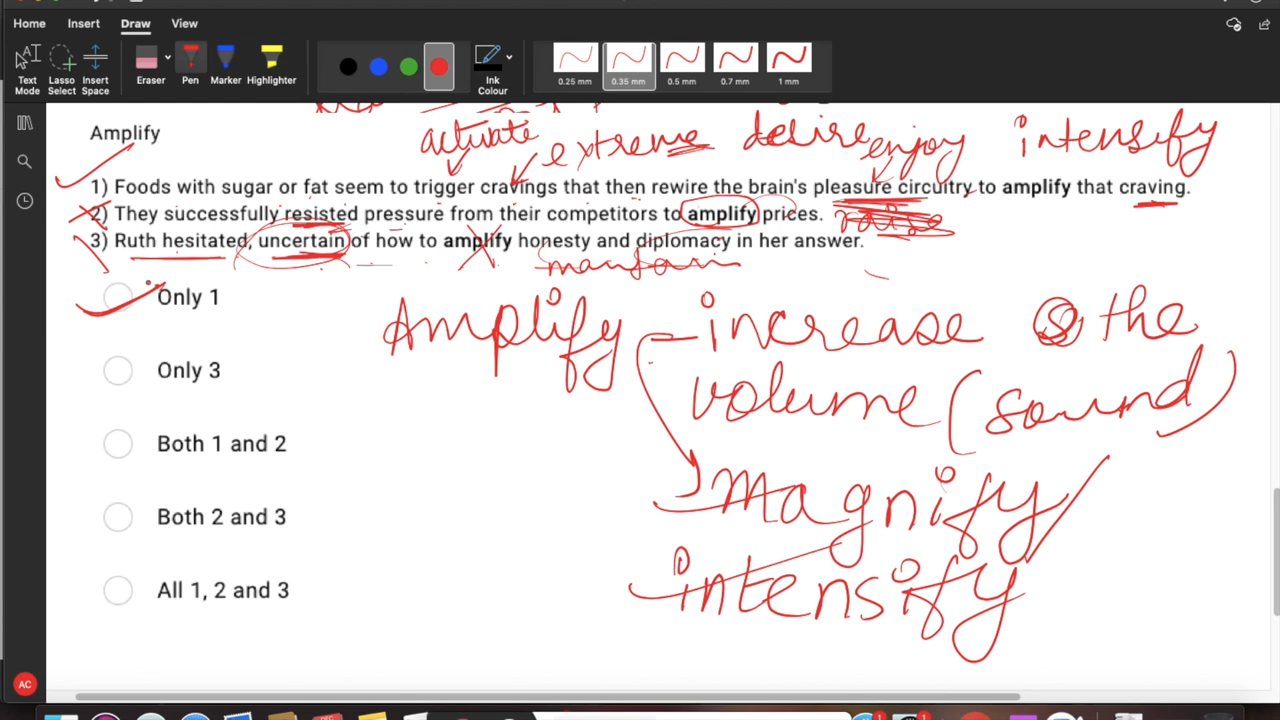 Home Insert Draw View
Text Mode
Lasso Select
Insert Space
Eraser
Pen
Marker
Highlighter
Ink Colour
0.25 mm
0.35 mm
0.5 mm
0.7 mm
1 mm
activate extreme desire enjoy intensify
Amplify
1) Foods with sugar or fat seem to trigger cravings that then rewire the brain's pleasure circuitry to amplify that craving.
2) They successfully resisted pressure from their competitors to amplify prices. raise
3) Ruth hesitated, uncertain of how to amplify honesty and diplomacy in her answer.
maintain
Only 1
Only 3
Both 1 and 2
Both 2 and 3
All 1, 2 and 3
Amplify - increase the
volume (sound)
magnify/
intensify
AC